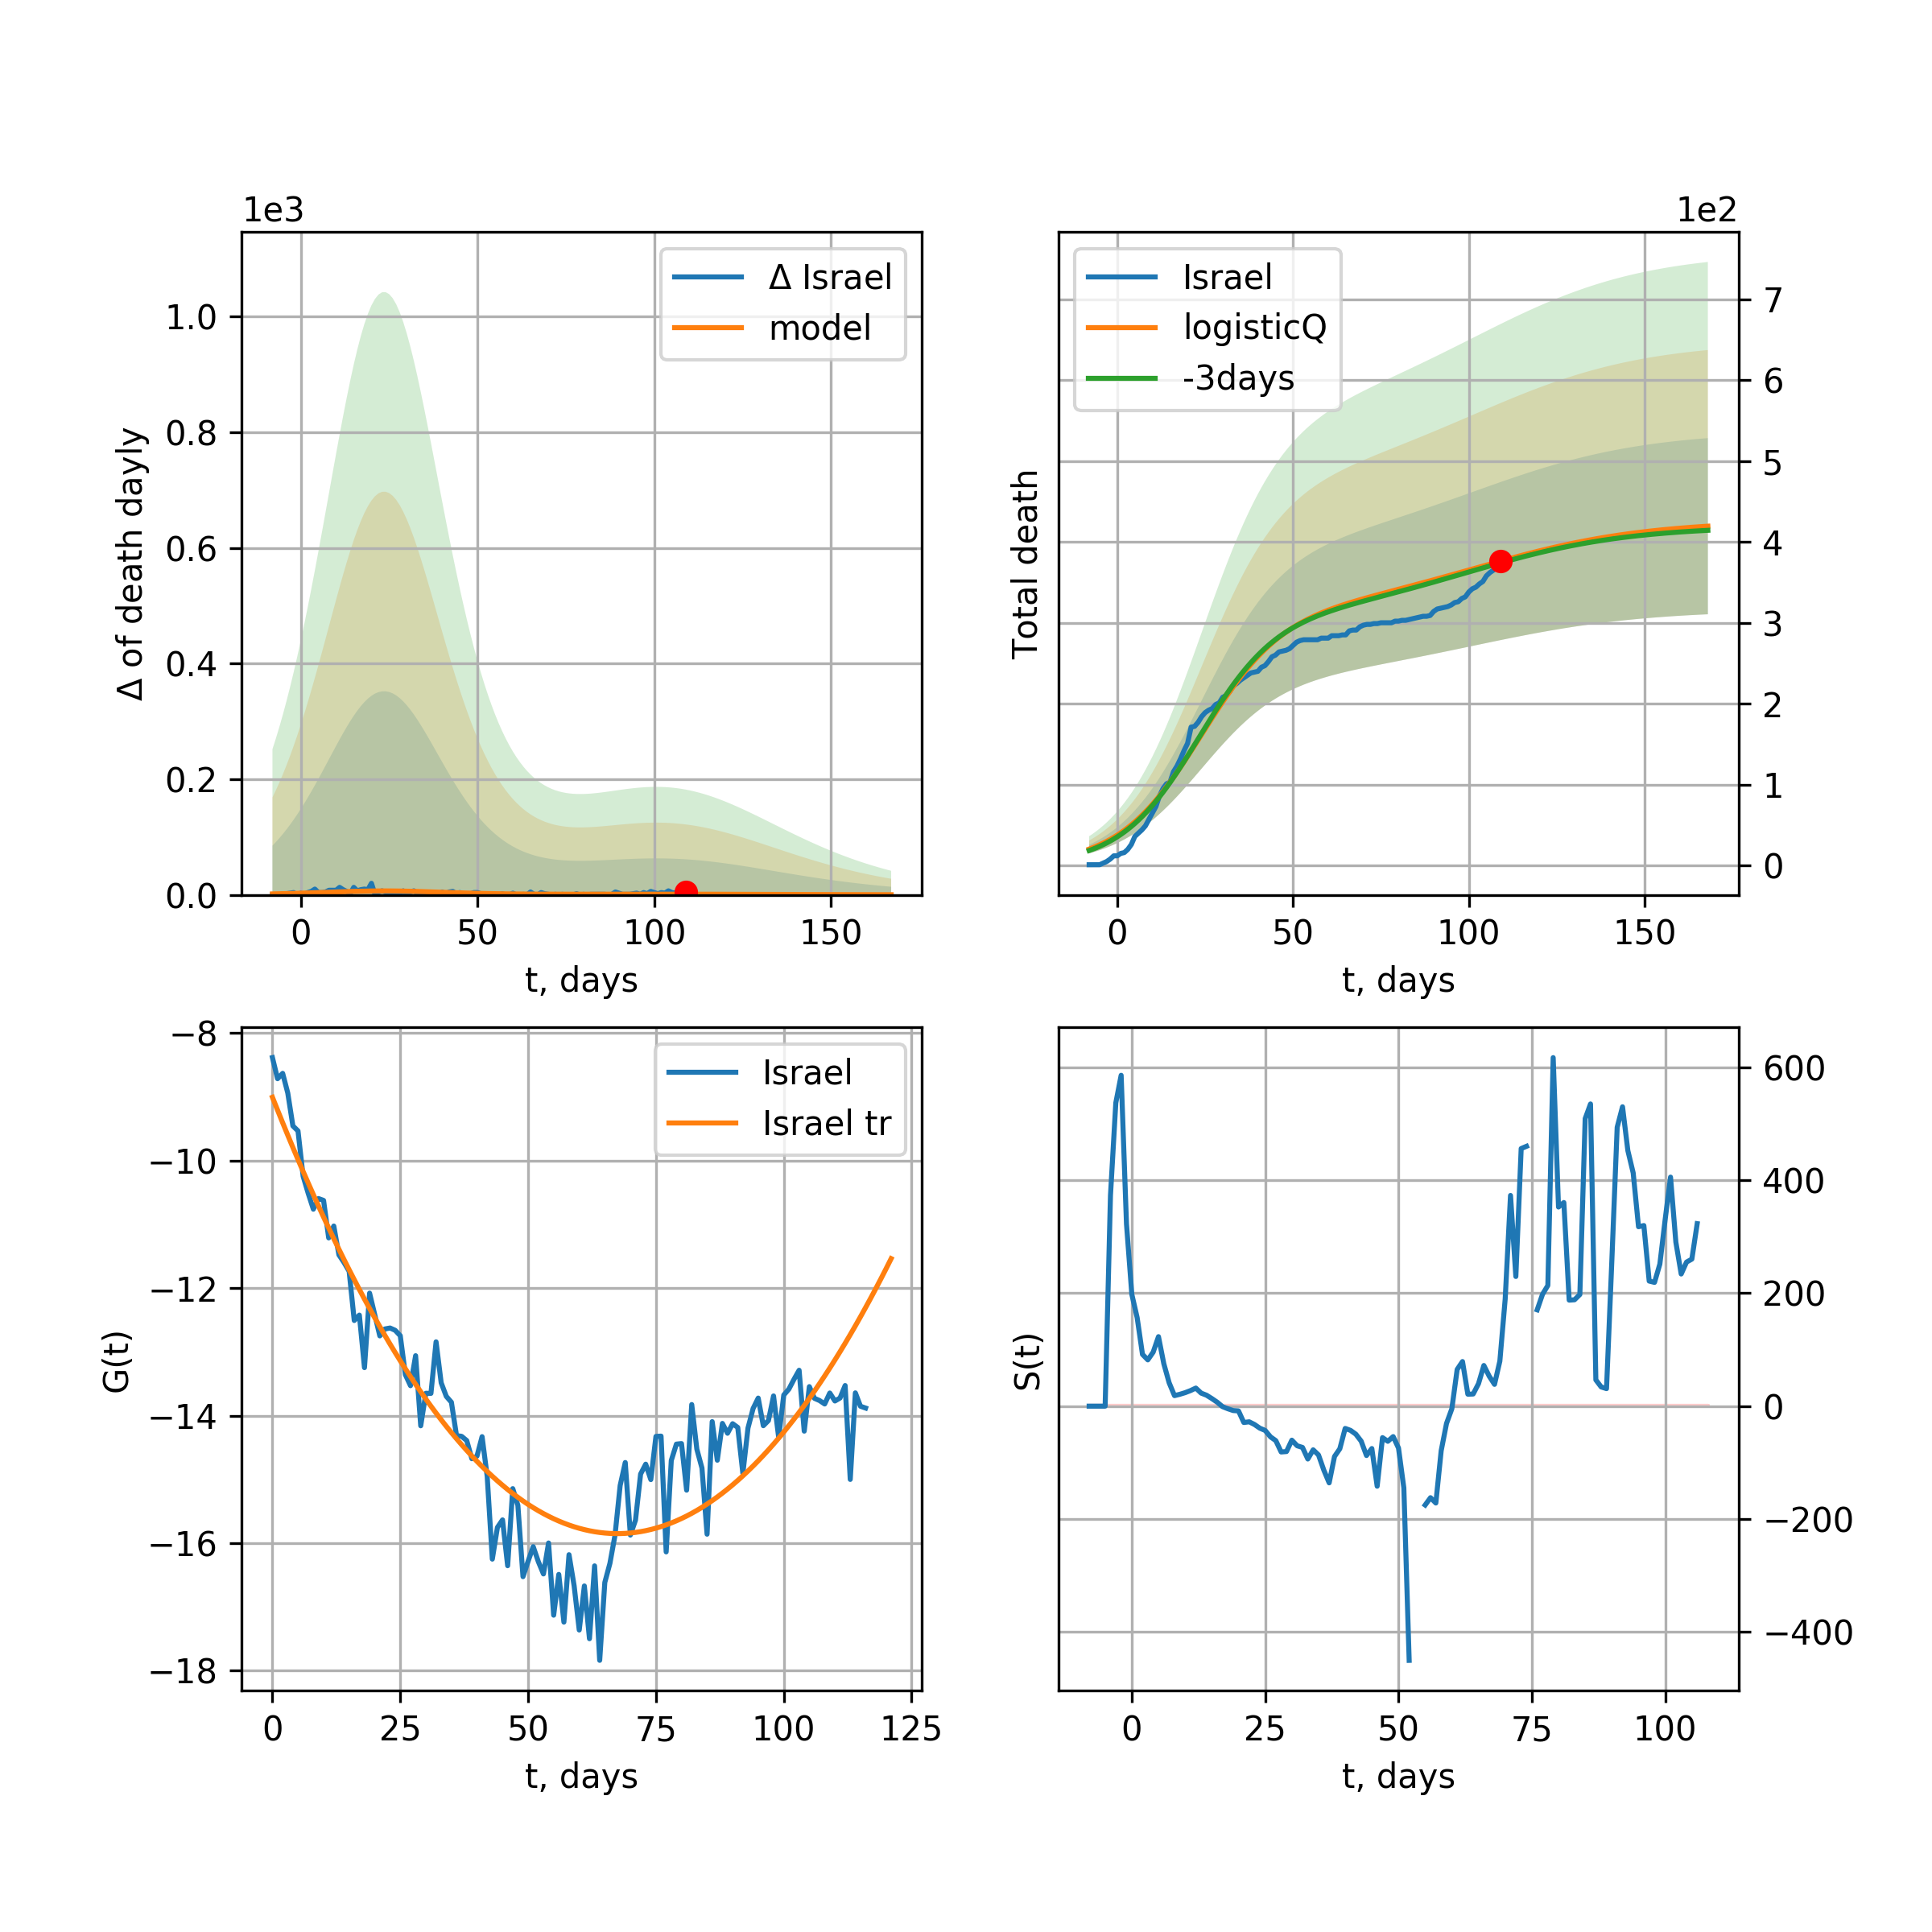 1e3
Δ of death dayly
1.0
0.8
0.6
0.4
0.2
0.0
0 50 100 150
t, days
Δ Israel
model
1e2
Total death
7
6
5
4
3
2
1
0
0 50 100 150
t, days
Israel
logisticQ
-3days
G(t)
−8
−10
−12
−14
−16
−18
0 25 50 75 100 125
t, days
Israel
Israel tr
S(t)
600
400
200
0
−200
−400
0 25 50 75 100
t, days